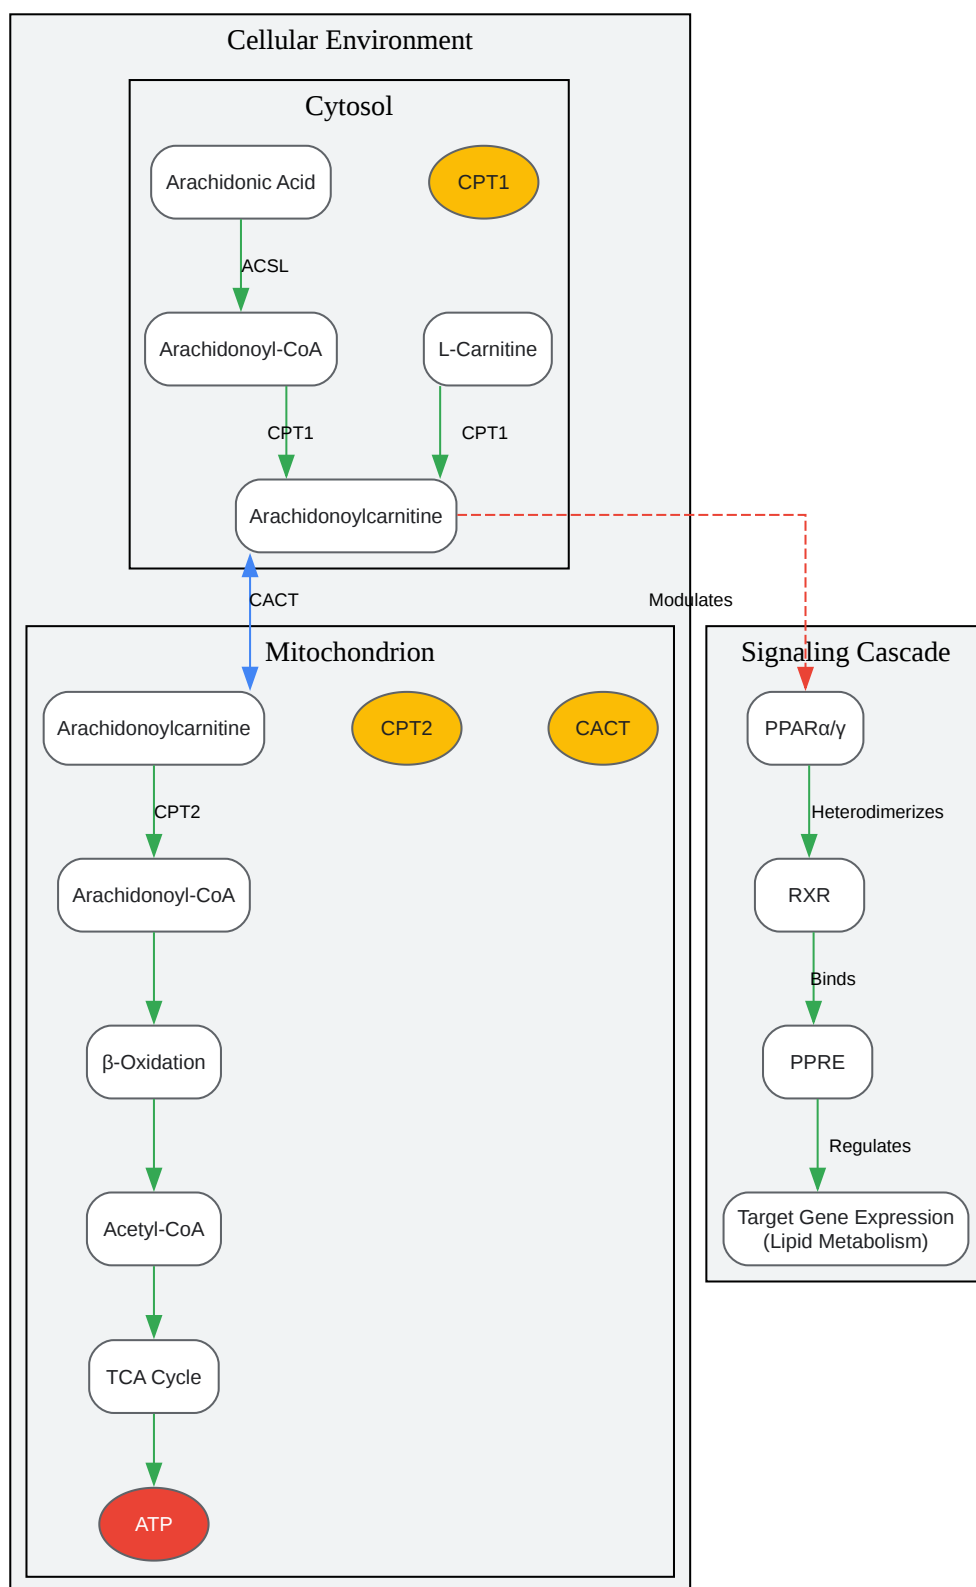 Cellular Environment
Cytosol
Arachidonic Acid
CPT1
ACSL
Arachidonoyl-CoA
L-Carnitine
CPT1
CPT1
Arachidonoylcarnitine
CACT
Modulates
Mitochondrion
Signaling Cascade
Arachidonoylcarnitine
CPT2
CACT
PPARα/γ
CPT2
Heterodimerizes
Arachidonoyl-CoA
RXR
Binds
β-Oxidation
PPRE
Regulates
Acetyl-CoA
Target Gene Expression
(Lipid Metabolism)
TCA Cycle
ATP